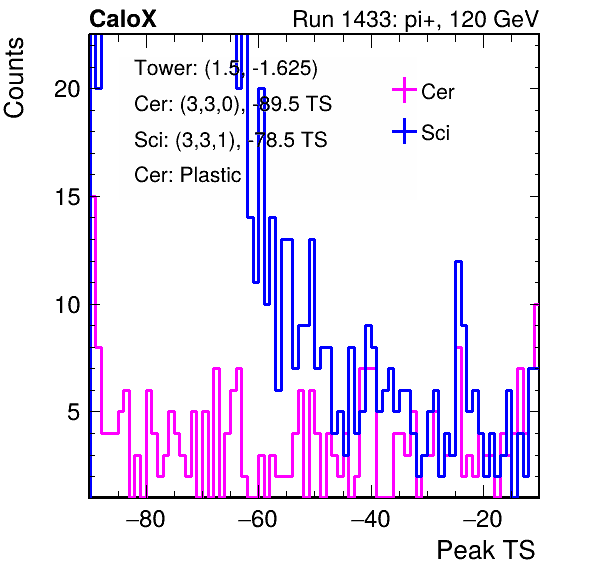 CaloX Run 1433: pi+, 120 GeV
Counts
Tower: (1.5, -1.625)
Cer: (3,3,0), -89.5 TS
Sci: (3,3,1), -78.5 TS
Cer: Plastic
Cer
Sci
20
15
10
5
−80 −60 −40 −20
Peak TS